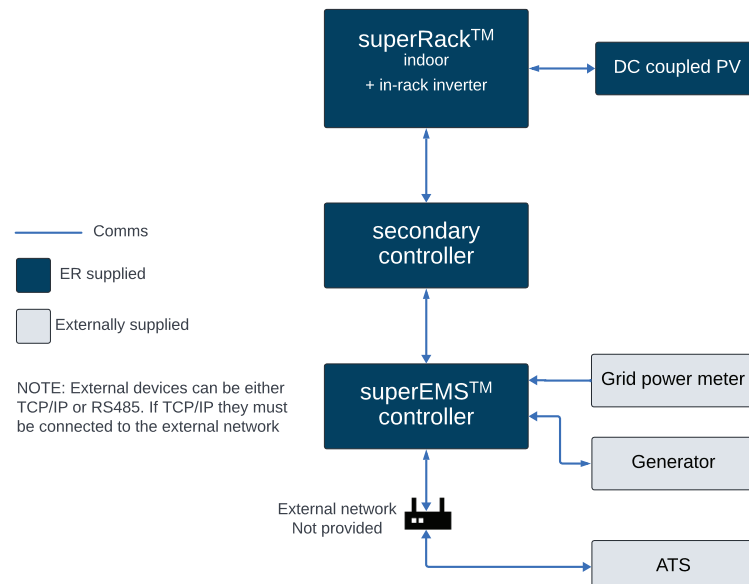 superRack™
indoor
+ in-rack inverter
DC coupled PV
secondary
controller
Comms
ER supplied
Externally supplied
NOTE: External devices can be either
TCP/IP or RS485. If TCP/IP they must
be connected to the external network
superEMS™
controller
Grid power meter
Generator
External network
Not provided
ATS